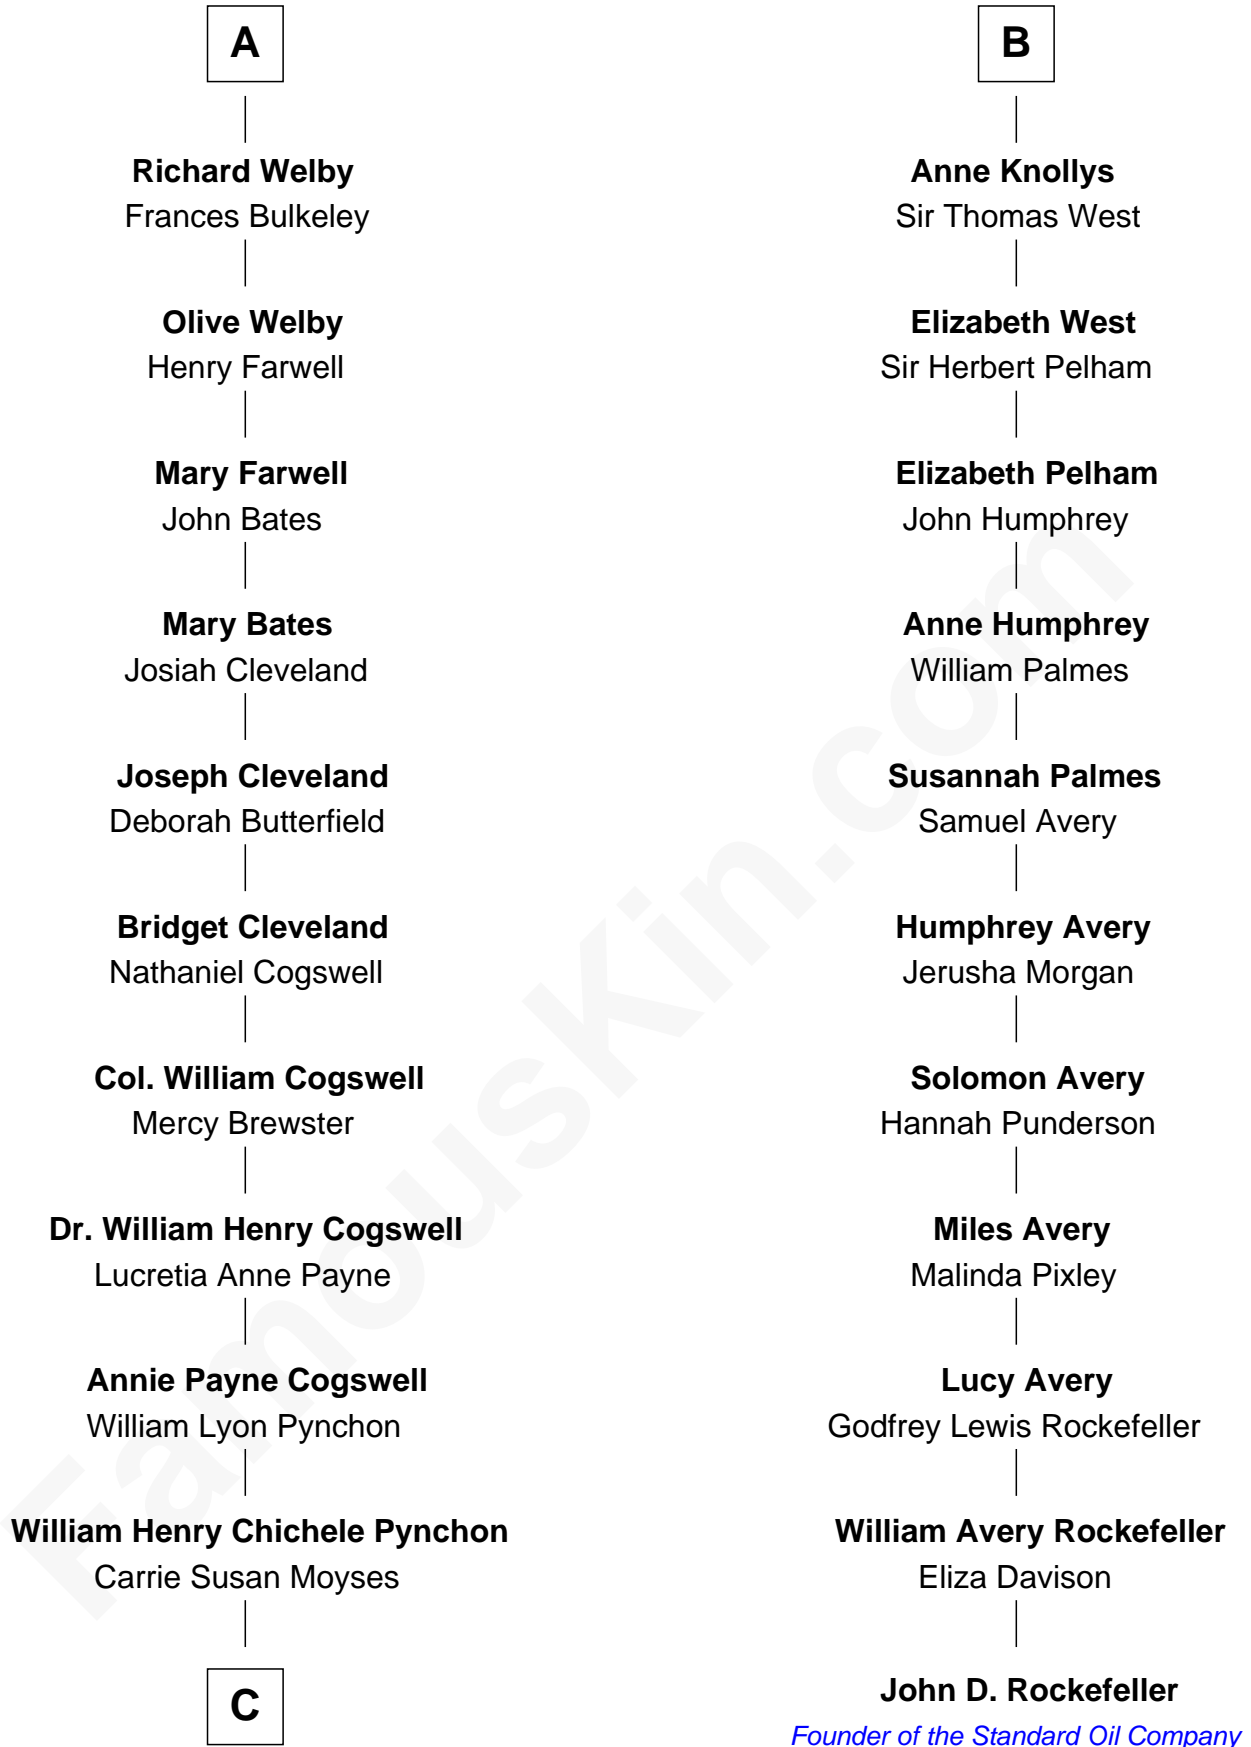 A
Richard Welby
Frances Bulkeley
Olive Welby
Henry Farwell
Mary Farwell
John Bates
Mary Bates
Josiah Cleveland
Joseph Cleveland
Deborah Butterfield
Bridget Cleveland
Nathaniel Cogswell
Col. William Cogswell
Mercy Brewster
Dr. William Henry Cogswell
Lucretia Anne Payne
Annie Payne Cogswell
William Lyon Pynchon
William Henry Chichele Pynchon
Carrie Susan Moyses
C
B
Anne Knollys
Sir Thomas West
Elizabeth West
Sir Herbert Pelham
Elizabeth Pelham
John Humphrey
Anne Humphrey
William Palmes
Susannah Palmes
Samuel Avery
Humphrey Avery
Jerusha Morgan
Solomon Avery
Hannah Punderson
Miles Avery
Malinda Pixley
Lucy Avery
Godfrey Lewis Rockefeller
William Avery Rockefeller
Eliza Davison
John D. Rockefeller
Founder of the Standard Oil Company
FamousKin.com